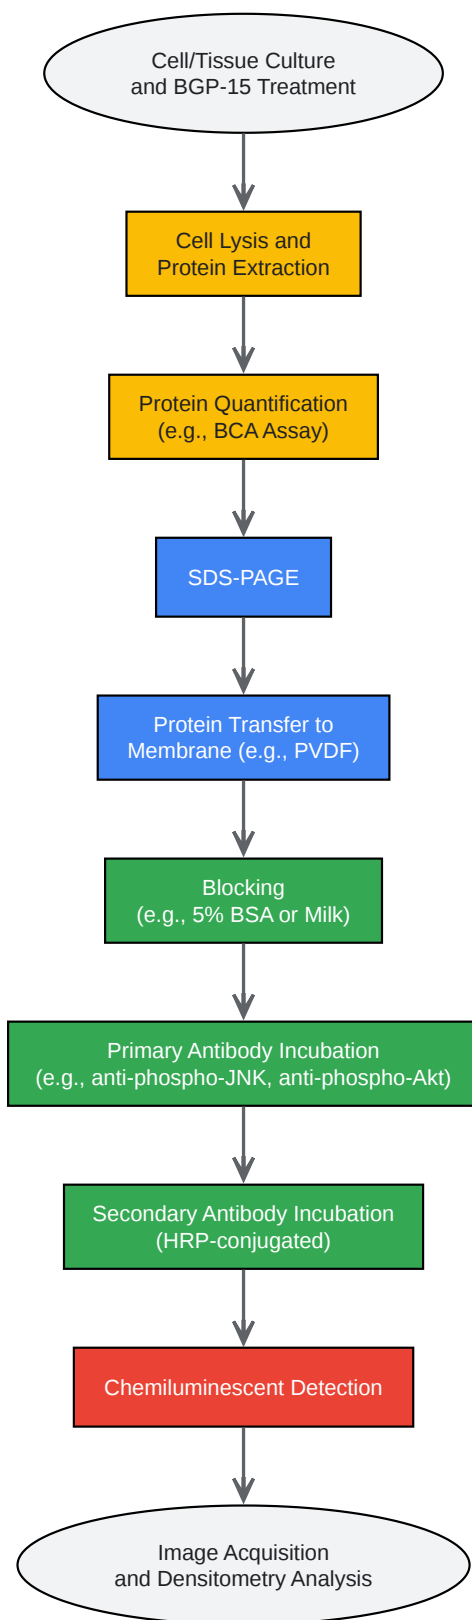 Cell/Tissue Culture
and BGP-15 Treatment
Cell Lysis and
Protein Extraction
Protein Quantification
(e.g., BCA Assay)
SDS-PAGE
Protein Transfer to
Membrane (e.g., PVDF)
Blocking
(e.g., 5% BSA or Milk)
Primary Antibody Incubation
(e.g., anti-phospho-JNK, anti-phospho-Akt)
Secondary Antibody Incubation
(HRP-conjugated)
Chemiluminescent Detection
Image Acquisition
and Densitometry Analysis